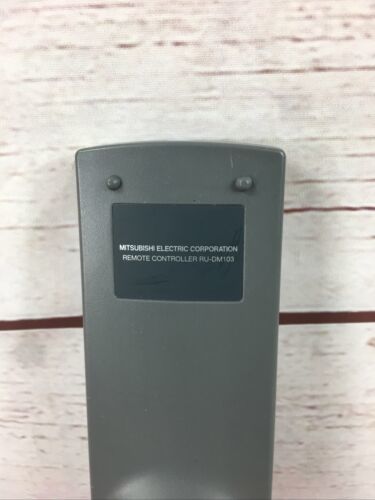 MITSUBISHI ELECTRIC CORPORATION
REMOTE CONTROLLER RU-DM103